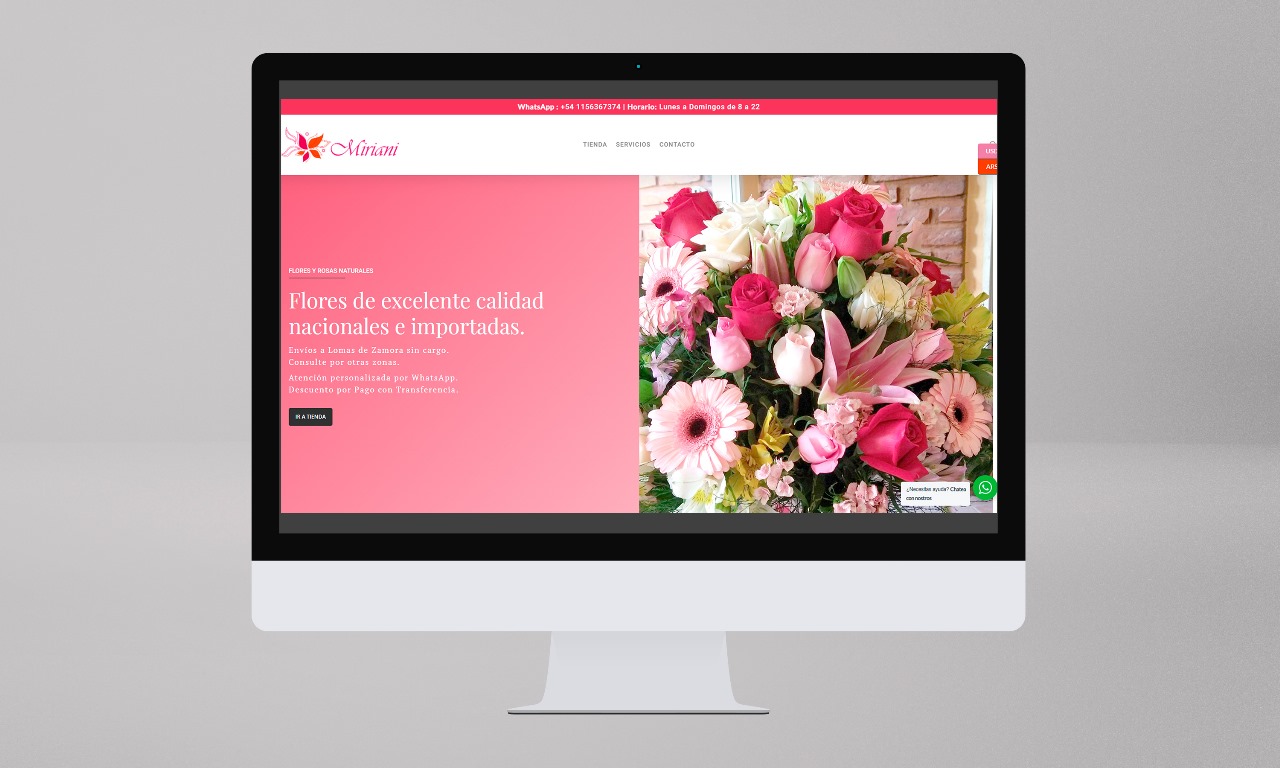 WhatsApp : +54 1156367374 | Horario: Lunes a Domingos de 8 a 22
Miriani
TIENDA SERVICIOS CONTACTO
ARS
FLORES Y ROSAS NATURALES
Flores de excelente calidad
nacionales e importadas.
Envíos a Lomas de Zamora sin cargo.
Consulte por otras zonas.
Atención personalizada por WhatsApp.
Descuento por Pago con Transferencia.
IR A TIENDA
¿Necesitas ayuda? Chatea
con nostros